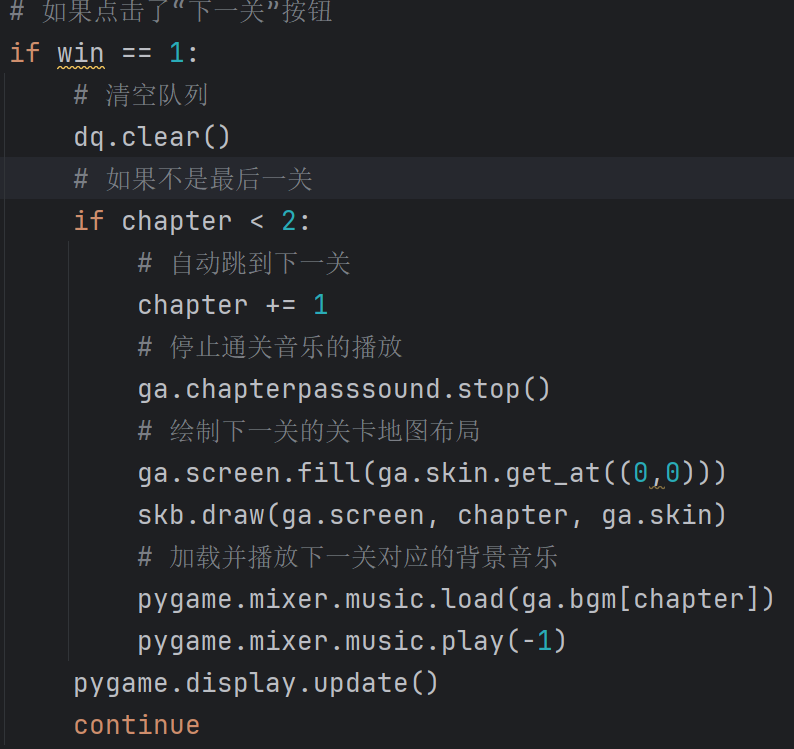 # 如果点击了“下一关”按钮
if win == 1:
    # 清空队列
    dq.clear()
    # 如果不是最后一关
    if chapter < 2:
        # 自动跳到下一关
        chapter += 1
        # 停止通关音乐的播放
        ga.chapterpasssound.stop()
        # 绘制下一关的关卡地图布局
        ga.screen.fill(ga.skin.get_at((0,0)))
        skb.draw(ga.screen, chapter, ga.skin)
        # 加载并播放下一关对应的背景音乐
        pygame.mixer.music.load(ga.bgm[chapter])
        pygame.mixer.music.play(-1)
    pygame.display.update()
    continue